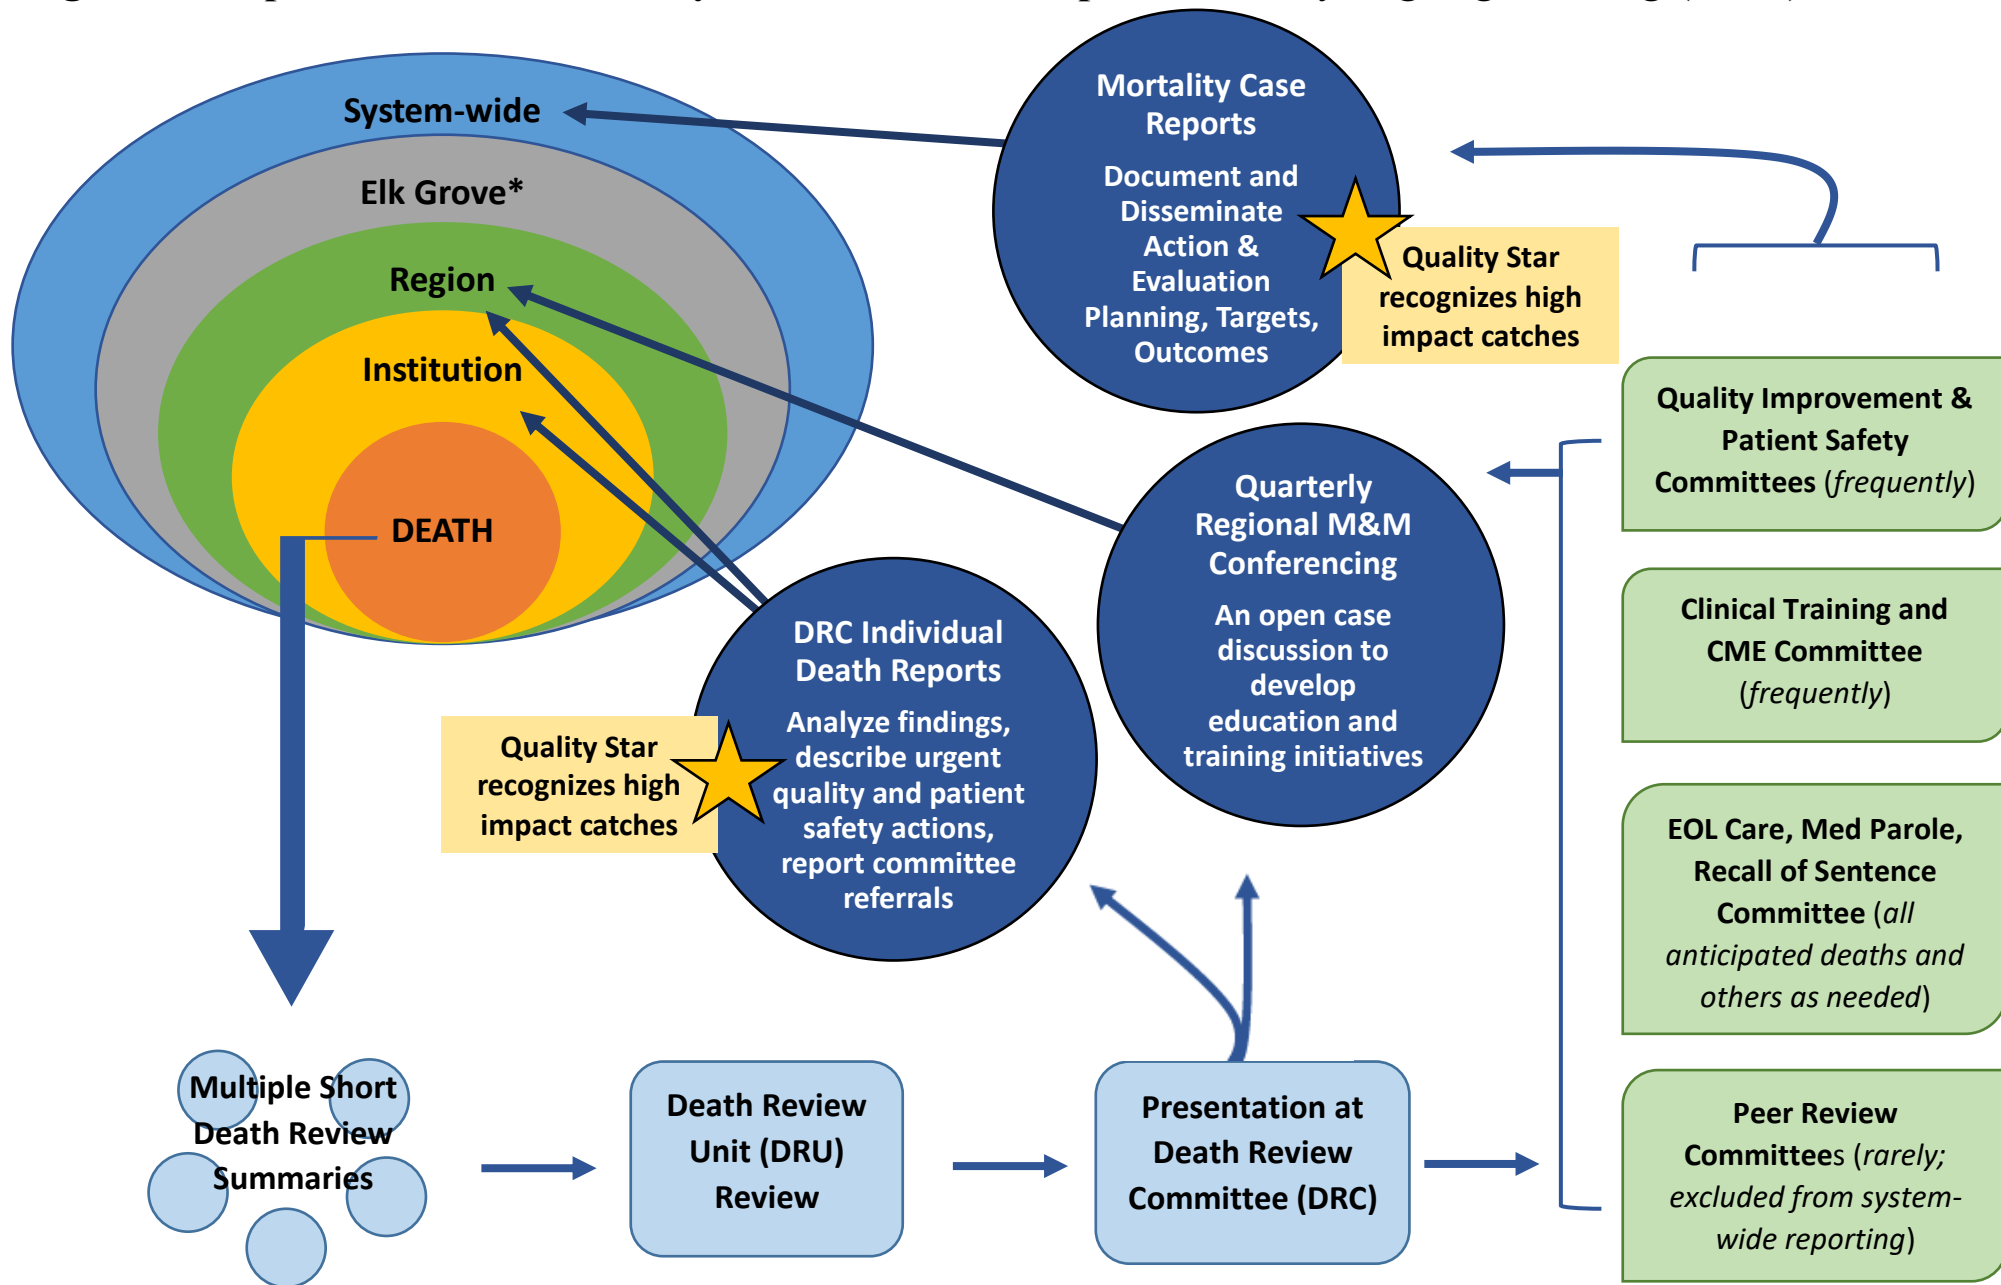 System-wide
Elk Grove*
Region
Institution
DEATH
Mortality Case
Reports
Document and
Disseminate
Action &
Evaluation
Planning, Targets,
Outcomes
Quality Star
recognizes high
impact catches
Quarterly
Regional M&M
Conferencing
An open case
discussion to
develop
education and
training initiatives
DRC Individual
Death Reports
Analyze findings,
describe urgent
quality and patient
safety actions,
report committee
referrals
Quality Star
recognizes high
impact catches
Quality Improvement &
Patient Safety
Committees (frequently)
Clinical Training and
CME Committee
(frequently)
EOL Care, Med Parole,
Recall of Sentence
Committee (all
anticipated deaths and
others as needed)
Peer Review
Committees (rarely;
excluded from system-
wide reporting)
Multiple Short
Death Review
Summaries
Death Review
Unit (DRU)
Review
Presentation at
Death Review
Committee (DRC)